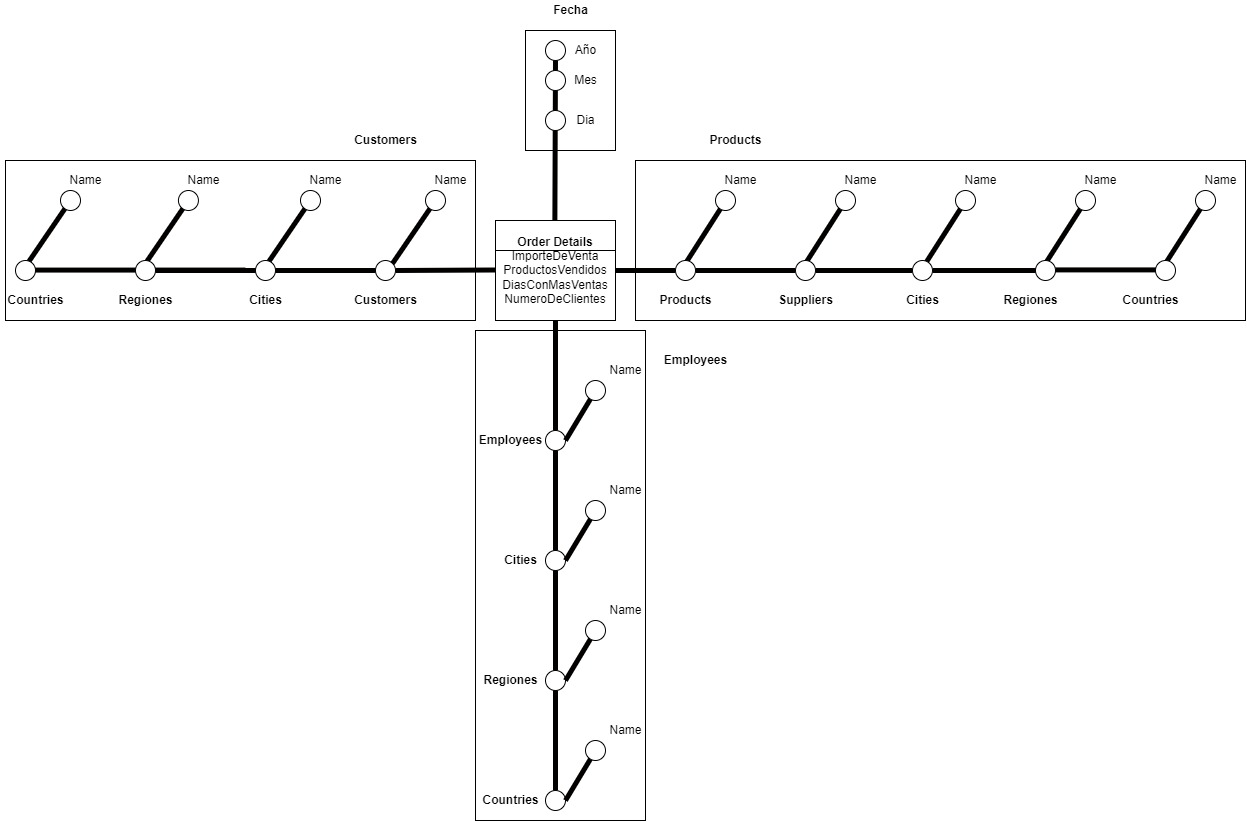 Fecha
Año
Mes
Dia
Customers
Products
Name
Name
Name
Name
Name
Name
Name
Name
Name
Order Details
ImporteDeVenta
ProductosVendidos
DiasConMasVentas
NumeroDeClientes
Countries
Regiones
Cities
Customers
Products
Suppliers
Cities
Regiones
Countries
Employees
Name
Employees
Name
Cities
Name
Regiones
Name
Countries